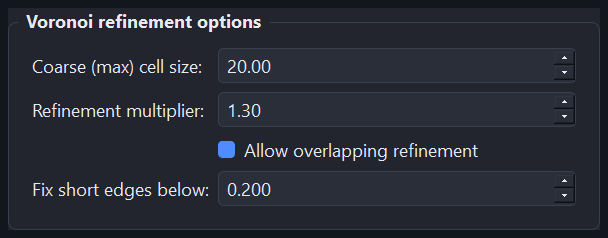 Voronoi refinement options
Coarse (max) cell size: 20.00
Refinement multiplier: 1.30
Allow overlapping refinement
Fix short edges below: 0.200